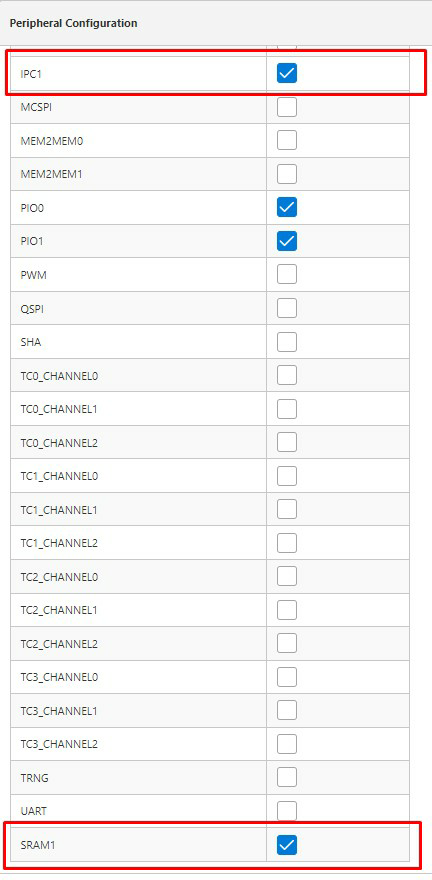 Peripheral Configuration
IPC1
MCSPI
MEM2MEM0
MEM2MEM1
PIO0
PIO1
PWM
QSPI
SHA
TC0_CHANNEL0
TC0_CHANNEL1
TC0_CHANNEL2
TC1_CHANNEL0
TC1_CHANNEL1
TC1_CHANNEL2
TC2_CHANNEL0
TC2_CHANNEL1
TC2_CHANNEL2
TC3_CHANNEL0
TC3_CHANNEL1
TC3_CHANNEL2
TRNG
UART
SRAM1